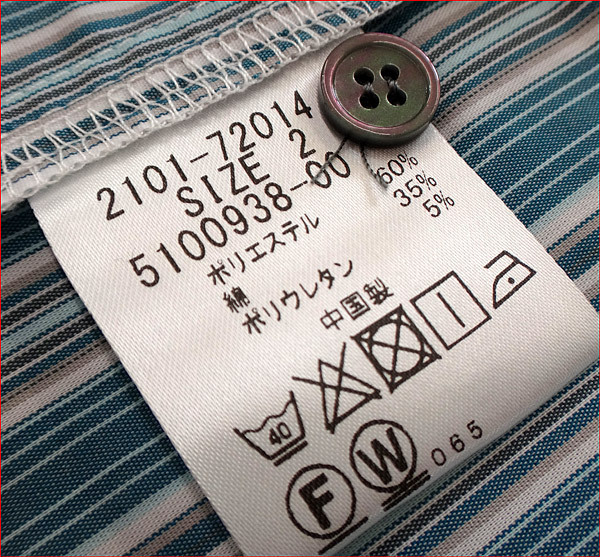 2101-72014
SIZE 2
5100938-00
ポリエステル 60%
綿 35%
ポリウレタン 5%
中国製
40
F W 065